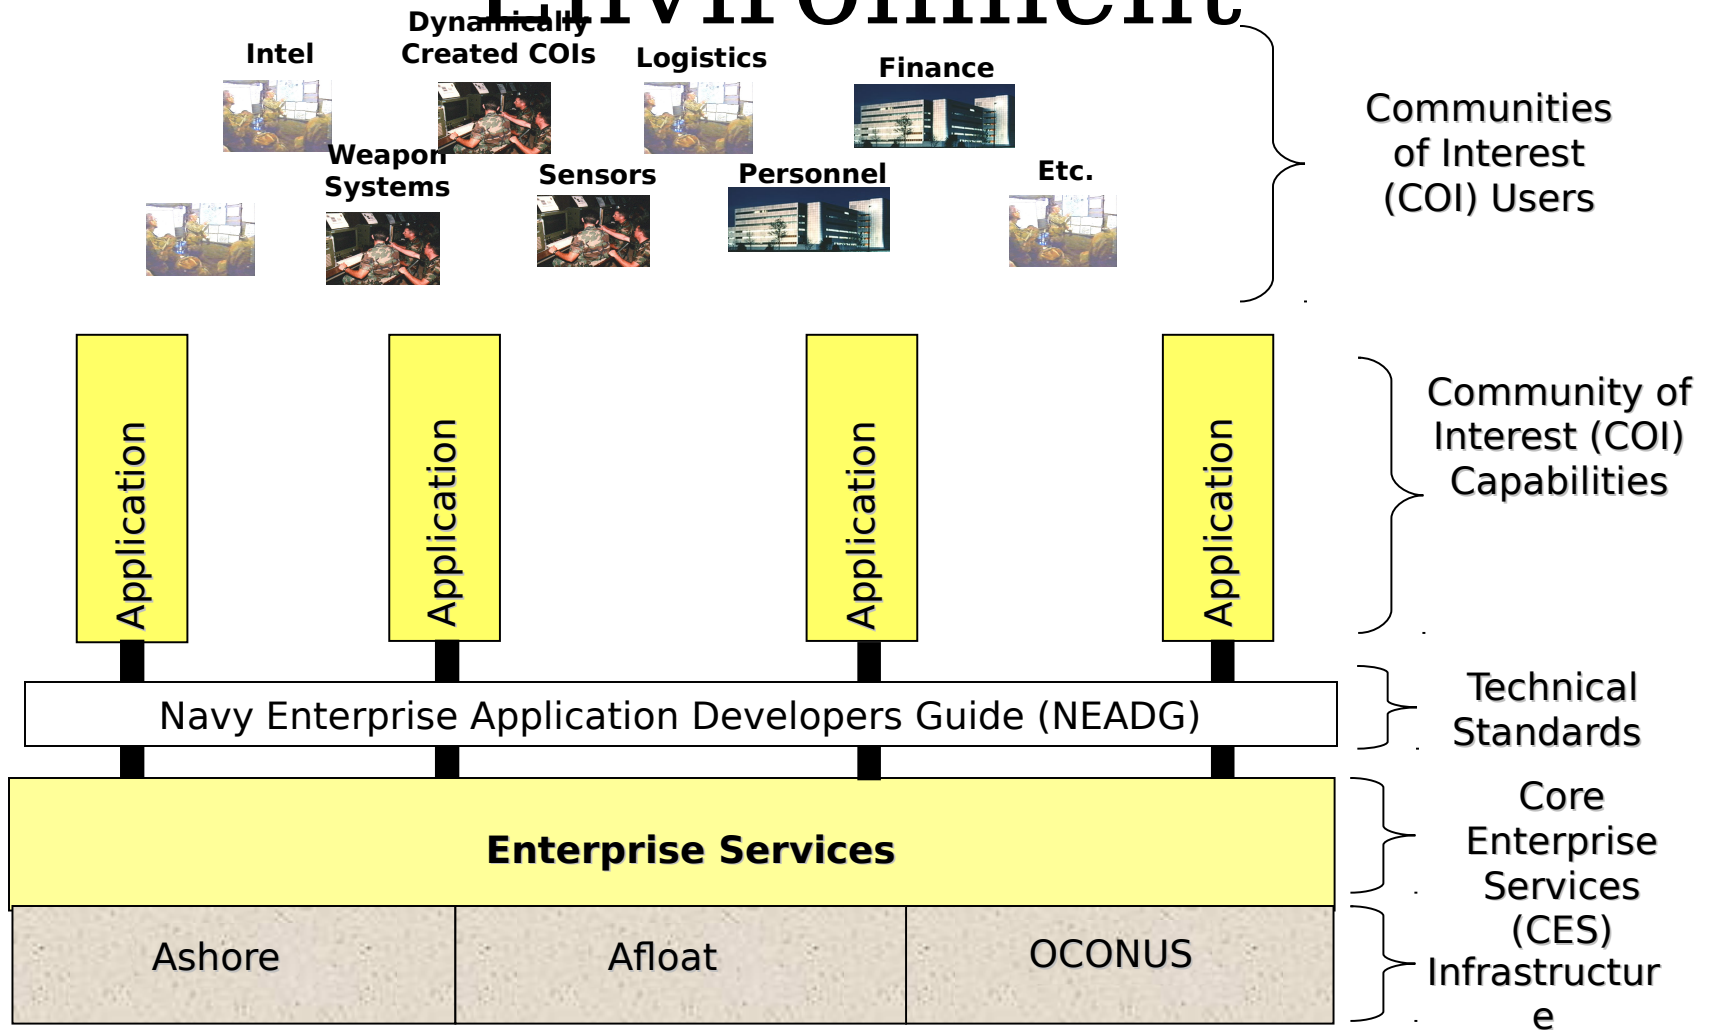 Environment
Dynamically
Created COIs
Intel
Logistics
Finance
Communities
of Interest
(COI) Users
Weapon
Systems
Sensors
Personnel
Etc.
Application
Application
Application
Application
Community of
Interest (COI)
Capabilities
Navy Enterprise Application Developers Guide (NEADG)
Technical
Standards
Enterprise Services
Core
Enterprise
Services
(CES)
Ashore
Afloat
OCONUS
Infrastructur
e